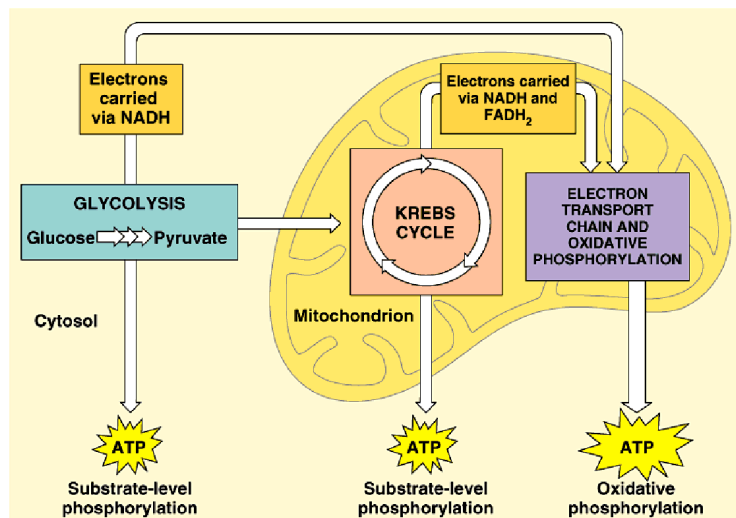 Electrons
carried
via NADH
Electrons carried
via NADH and
FADH₂
GLYCOLYSIS
Glucose Pyruvate
KREBS
CYCLE
ELECTRON
TRANSPORT
CHAIN AND
OXIDATIVE
PHOSPHORYLATION
Cytosol
Mitochondrion
ATP
ATP
ATP
Substrate-level
phosphorylation
Substrate-level
phosphorylation
Oxidative
phosphorylation